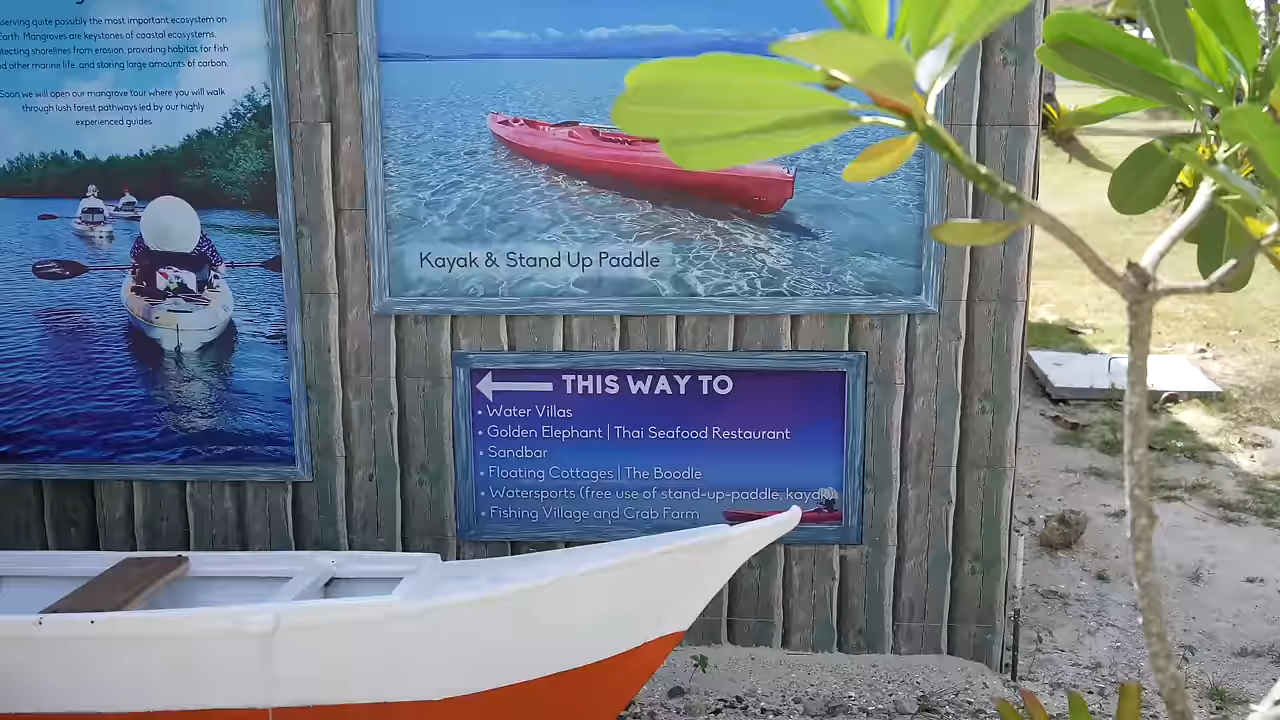 serving quite possibly the most important ecosystem on
Earth. Mangroves are keystones of coastal ecosystems,
tecting shorelines from erosion, providing habitat for fish
nd other marine life, and storing large amounts of carbon.
Soon we will open our mangrove tour where you will walk
through lush forest pathways led by our highly
experienced guides.
Kayak & Stand Up Paddle
THIS WAY TO
• Water Villas
• Golden Elephant | Thai Seafood Restaurant
• Sandbar
• Floating Cottages | The Boodle
• Watersports (free use of stand-up-paddle, kayak)
• Fishing Village and Crab Farm